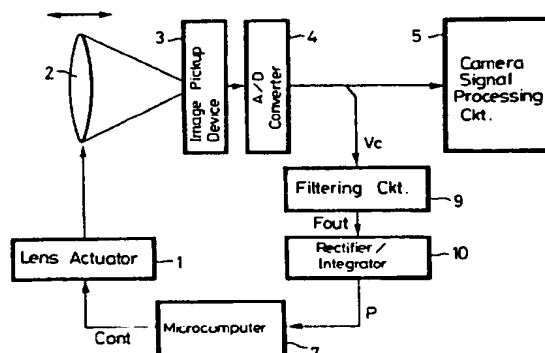 3
4
5
2
Image Pickup
Device
A/D
Converter
Camera
Signal
Processing
Ckt.
Vc
Filtering Ckt.
9
Fout
Lens Actuator
1
Rectifier/
Integrator
10
P
Cont
Microcomputer
7